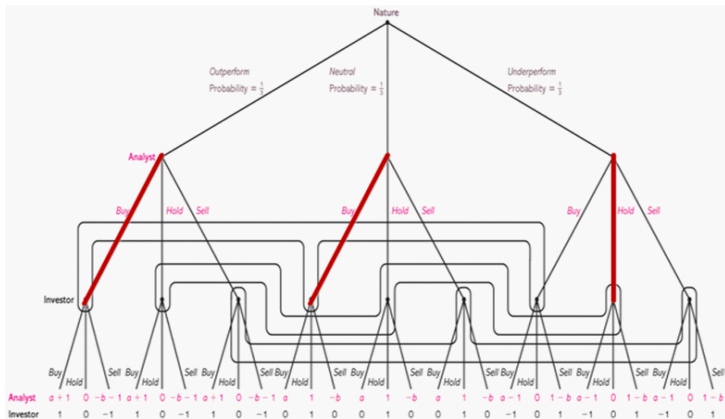 Nature
Outperform Neutral Underperform
Probability = 1/3 Probability = 1/3 Probability = 1/3
Analyst
Buy Hold Sell Buy Hold Sell Buy Hold Sell
Investor
Buy Sell Buy Sell Buy Sell Buy Sell Buy Sell Buy Sell Buy Sell Buy Sell Buy Sell
Hold Hold Hold Hold Hold Hold Hold Hold Hold
Analyst a + 1 0 −b − 1 a + 1 0 −b − 1 a + 1 0 −b − 1 a 1 −b a 1 −b a 1 −b a − 1 0 1 − b a − 1 0 1 − b a − 1 0 1 −
Investor 1 0 −1 1 0 −1 1 0 −1 0 1 0 0 1 0 0 1 0 −1 0 1 −1 0 1 −1 0 1